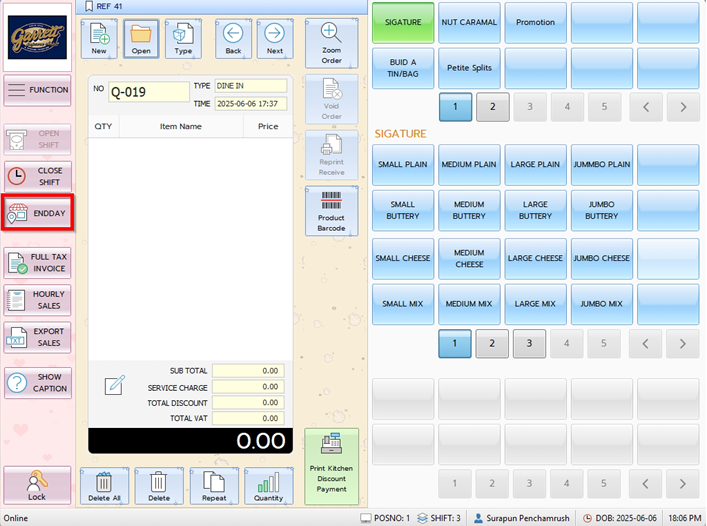 REF 41
Garrett
FUNCTION
OPEN
SHIFT
CLOSE
SHIFT
ENDDAY
FULL TAX
INVOICE
HOURLY
SALES
EXPORT
SALES
TXT
SHOW
CAPTION
Lock
New
Open
Type
Back
Next
Zoom
Order
NO
Q-019
TYPE
DINE IN
TIME
2025-06-06 17:37
QTY
Item Name
Price
Void
Order
Reprint
Receive
Product
Barcode
SUB TOTAL
0.00
SERVICE CHARGE
0.00
TOTAL DISCOUNT
0.00
TOTAL VAT
0.00
0.00
Print Kitchen
Discount
Payment
Delete All
Delete
Repeat
Quantity
SIGATURE
NUT CARAMAL
Promotion
BUID A
TIN/BAG
Petite Splits
1
2
3
4
5
SIGATURE
SMALL PLAIN
MEDIUM PLAIN
LARGE PLAIN
JUMMBO PLAIN
SMALL
BUTTERY
MEDIUM
BUTTERY
LARGE
BUTTERY
JUMBO
BUTTERY
SMALL CHEESE
MEDIUM
CHEESE
LARGE CHEESE
JUMBO CHEESE
SMALL MIX
MEDIUM MIX
LARGE MIX
JUMBO MIX
1
2
3
4
5
1
2
3
4
5
Online
POSNO: 1
SHIFT: 3
Surapun Penchamrush
DOB: 2025-06-06
18:06 PM